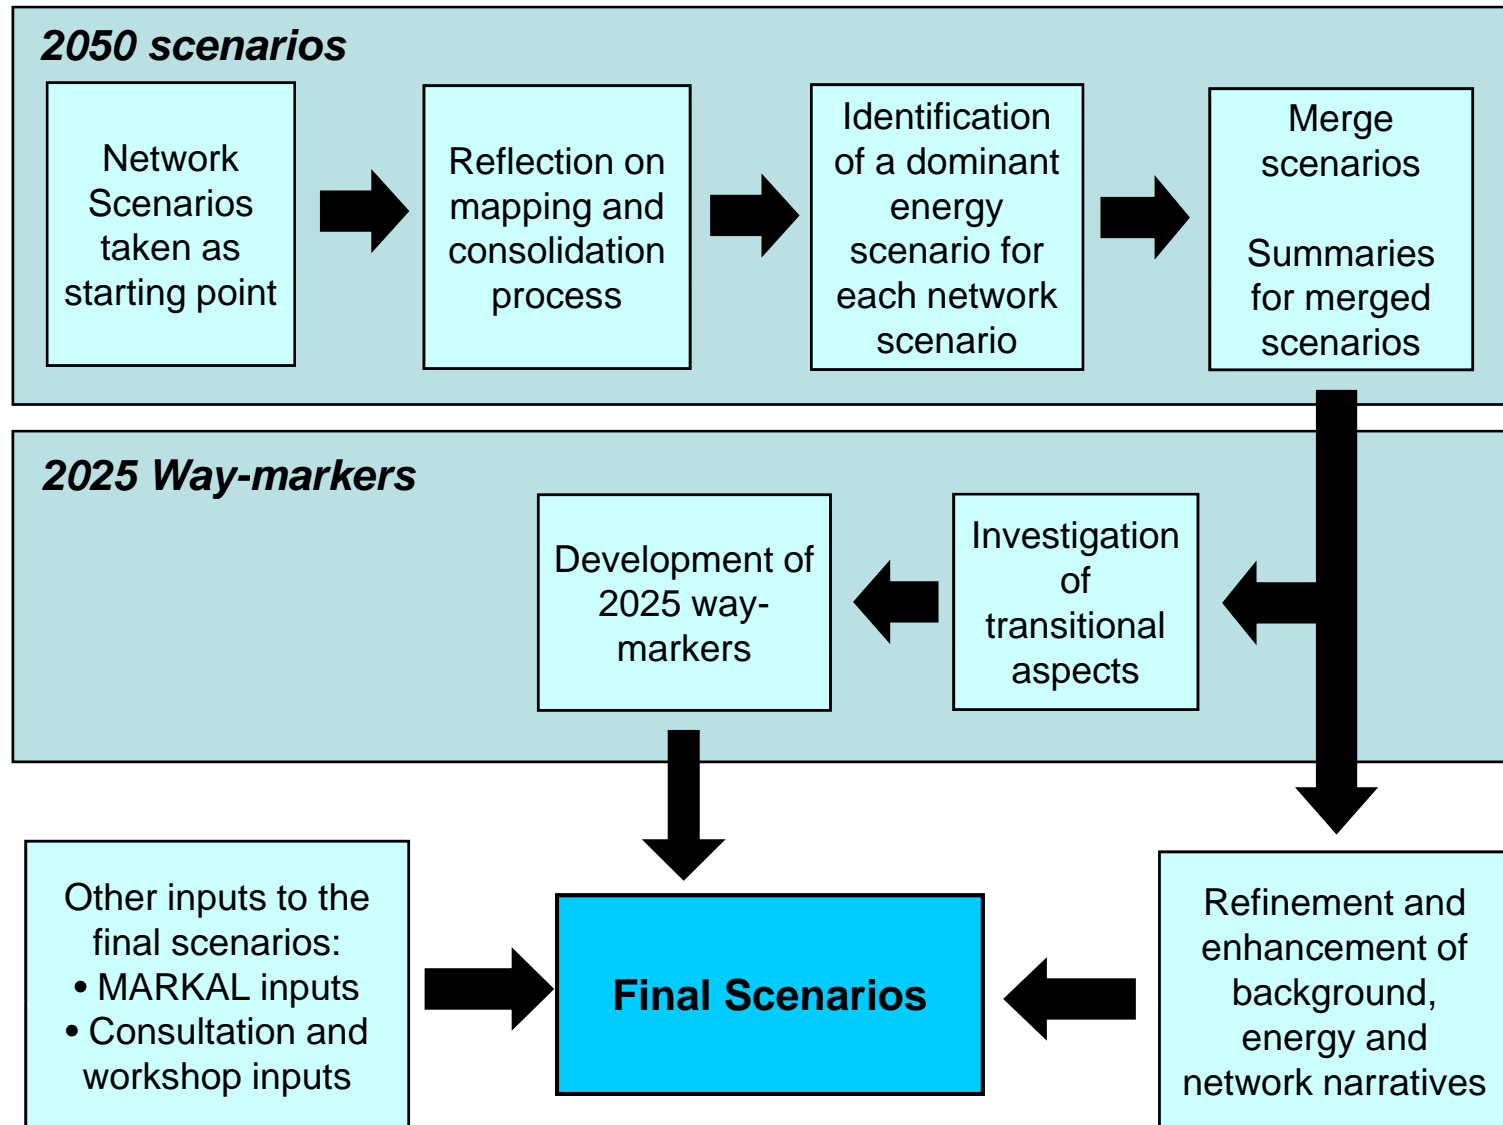 2050 scenarios
Network
Scenarios
taken as
starting point
Reflection on
mapping and
consolidation
process
Identification
of a dominant
energy
scenario for
each network
scenario
Merge
scenarios
Summaries
for merged
scenarios
2025 Way-markers
Development of
2025 way-
markers
Investigation
of
transitional
aspects
Other inputs to the
final scenarios:
• MARKAL inputs
• Consultation and
workshop inputs
Final Scenarios
Refinement and
enhancement of
background,
energy and
network narratives